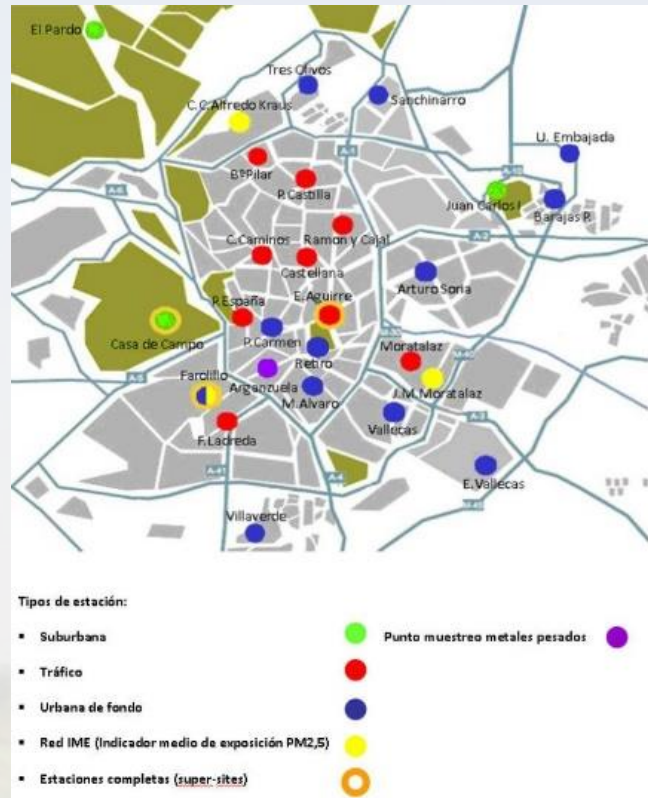 El Pardo
Tres Olivos
Sanchinarro
C.C.Alfredo Kraus
U. Embajada
BºPilar
P.Castilla
A-1
A-6
Juan Carlos I
Barajas P.
C.Caminos
Ramon y Cajal
A-2
Castellana
Arturo Soria
P.España
E.Aguirre
Casa de Campo
P.Carmen
Retiro
Moratalaz
M-40
A-5
Farolillo
Arganzuela
M.Alvaro
J.M.Moratalaz
Vallecas
A-3
F.Ladreda
A-4
E.Vallecas
Villaverde
Tipos de estación:
▪ Suburbana
Punto muestreo metales pesados
▪ Tráfico
▪ Urbana de fondo
▪ Red IME (Indicador medio de exposición PM2,5)
▪ Estaciones completas (super-sites)